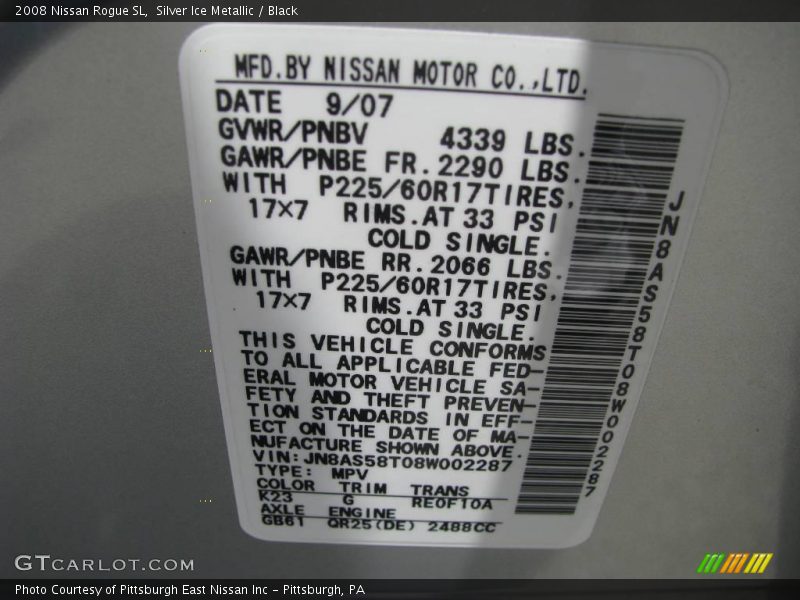 2008 Nissan Rogue SL,  Silver Ice Metallic / Black
MFD.BY NISSAN MOTOR CO.,LTD.
DATE 9/07
GVWR/PNBV 4339 LBS.
GAWR/PNBE FR.2290 LBS.
WITH P225/60R17TIRES,
17×7 RIMS.AT 33 PSI
COLD SINGLE.
GAWR/PNBE RR.2066 LBS.
WITH P225/60R17TIRES,
17×7 RIMS.AT 33 PSI
COLD SINGLE.
THIS VEHICLE CONFORMS
TO ALL APPLICABLE FED-
ERAL MOTOR VEHICLE SA-
FETY AND THEFT PREVEN-
TION STANDARDS IN EFF-
ECT ON THE DATE OF MA-
NUFACTURE SHOWN ABOVE.
VIN:JN8AS58T08W002287
TYPE: MPV
COLOR TRIM TRANS
K23 G RE0F10A
AXLE ENGINE
GB61 QR25(DE) 2488CC
JN8AS58T08W002287
GTCARLOT.COM
Photo Courtesy of Pittsburgh East Nissan Inc - Pittsburgh, PA